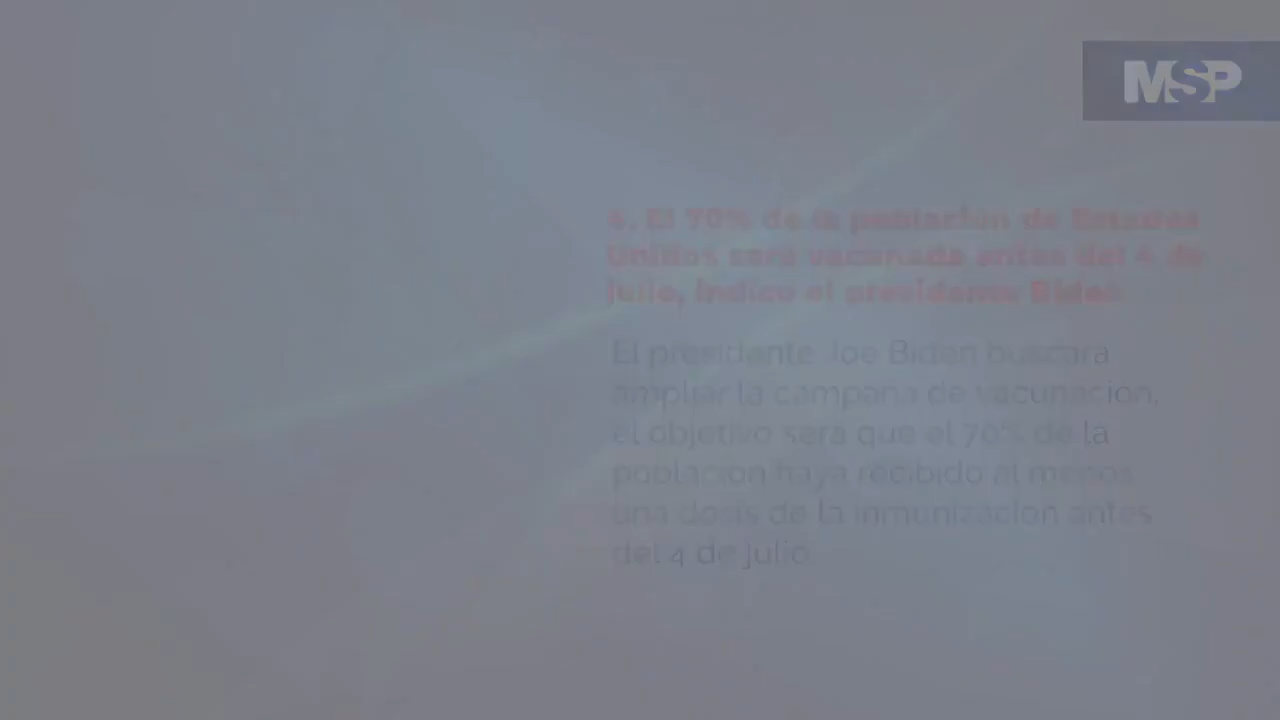 MSP
4. El 70% de la población de Estados
Unidos será vacunada antes del 4 de
julio, indicó el presidente Biden
El presidente Joe Biden buscará
ampliar la campaña de vacunación,
el objetivo será que el 70% de la
población haya recibido al menos
una dosis de la inmunización antes
del 4 de julio